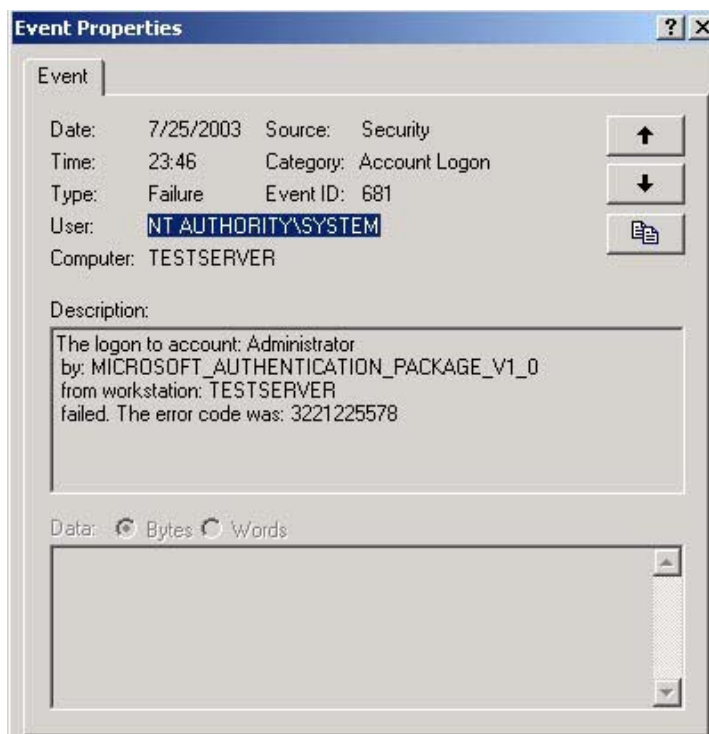 Event Properties
Event
Date: 7/25/2003 Source: Security
Time: 23:46 Category: Account Logon
Type: Failure Event ID: 681
User: NT AUTHORITY\SYSTEM
Computer: TESTSERVER
Description:
The logon to account: Administrator
by: MICROSOFT_AUTHENTICATION_PACKAGE_V1_0
from workstation: TESTSERVER
failed. The error code was: 3221225578
Data: Bytes Words